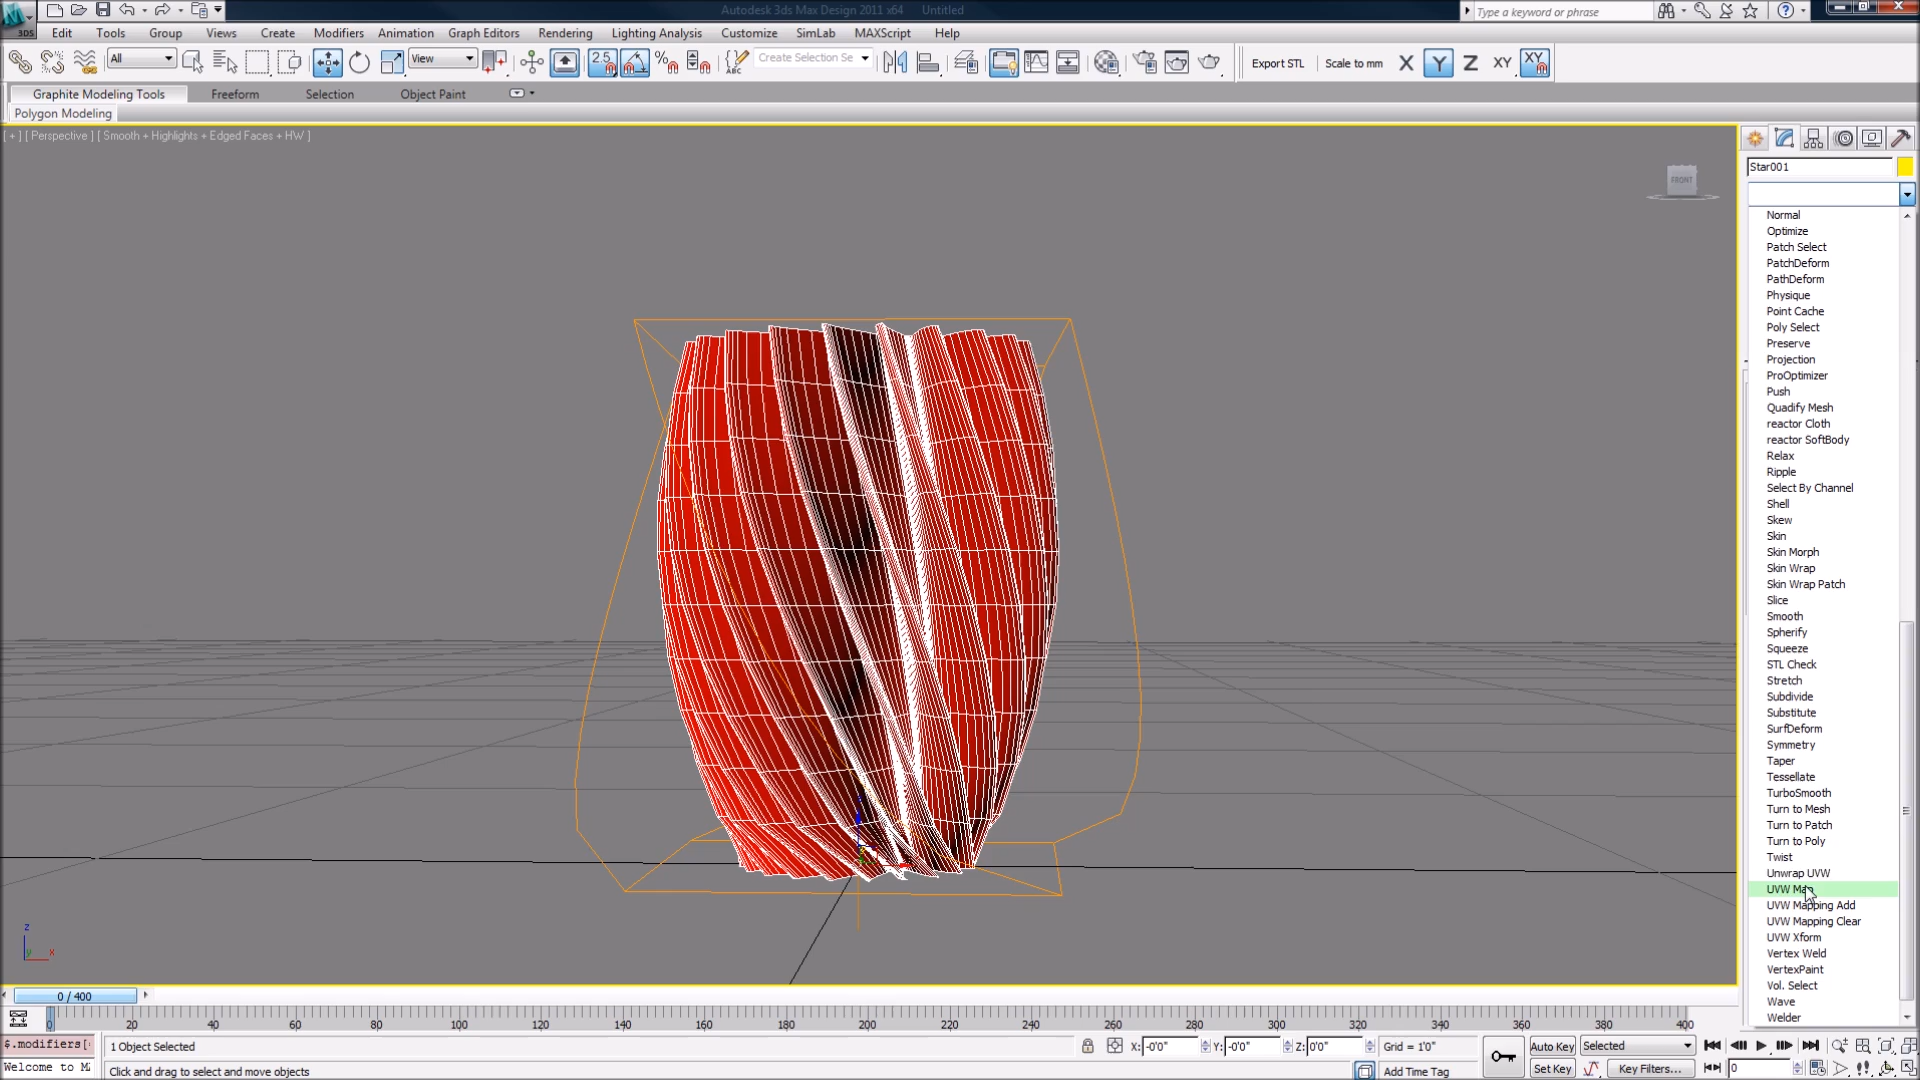 Autodesk 3ds Max Design 2011 x64 Untitled
Type a keyword or phrase
3DS
Edit Tools Group Views Create Modifiers Animation Graph Editors Rendering Lighting Analysis Customize SimLab MAXScript Help
All View 2.5 % ABC Create Selection Se Export STL Scale to mm X Y Z XY XY
Graphite Modeling Tools Freeform Selection Object Paint
Polygon Modeling
[ + ] [ Perspective ] [ Smooth + Highlights + Edged Faces + HW ]
Star001
FRONT
Normal
Optimize
Patch Select
PatchDeform
PathDeform
Physique
Point Cache
Poly Select
Preserve
Projection
ProOptimizer
Push
Quadify Mesh
reactor Cloth
reactor SoftBody
Relax
Ripple
Select By Channel
Shell
Skew
Skin
Skin Morph
Skin Wrap
Skin Wrap Patch
Slice
Smooth
Spherify
Squeeze
STL Check
Stretch
Subdivide
Substitute
SurfDeform
Symmetry
Taper
Tessellate
TurboSmooth
Turn to Mesh
Turn to Patch
Turn to Poly
Twist
Unwrap UVW
UVW Map
UVW Mapping Add
UVW Mapping Clear
UVW Xform
Vertex Weld
VertexPaint
Vol. Select
Wave
Welder
z
y x
0 / 400
0 20 40 60 80 100 120 140 160 180 200 220 240 260 280 300 320 340 360 380 400
$.modifiers[ 1 Object Selected X: -0'0" Y: -0'0" Z: 0'0" Grid = 1'0" Auto Key Selected
Welcome to M Click and drag to select and move objects Add Time Tag Set Key Key Filters... 0